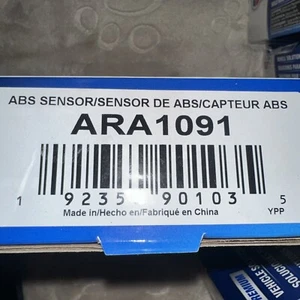 ABS SENSOR/SENSOR DE ABS/CAPTEUR ABS
ARA1091
1 9235 90103 5
Made in/Hecho en/Fabriqué en China
YPP